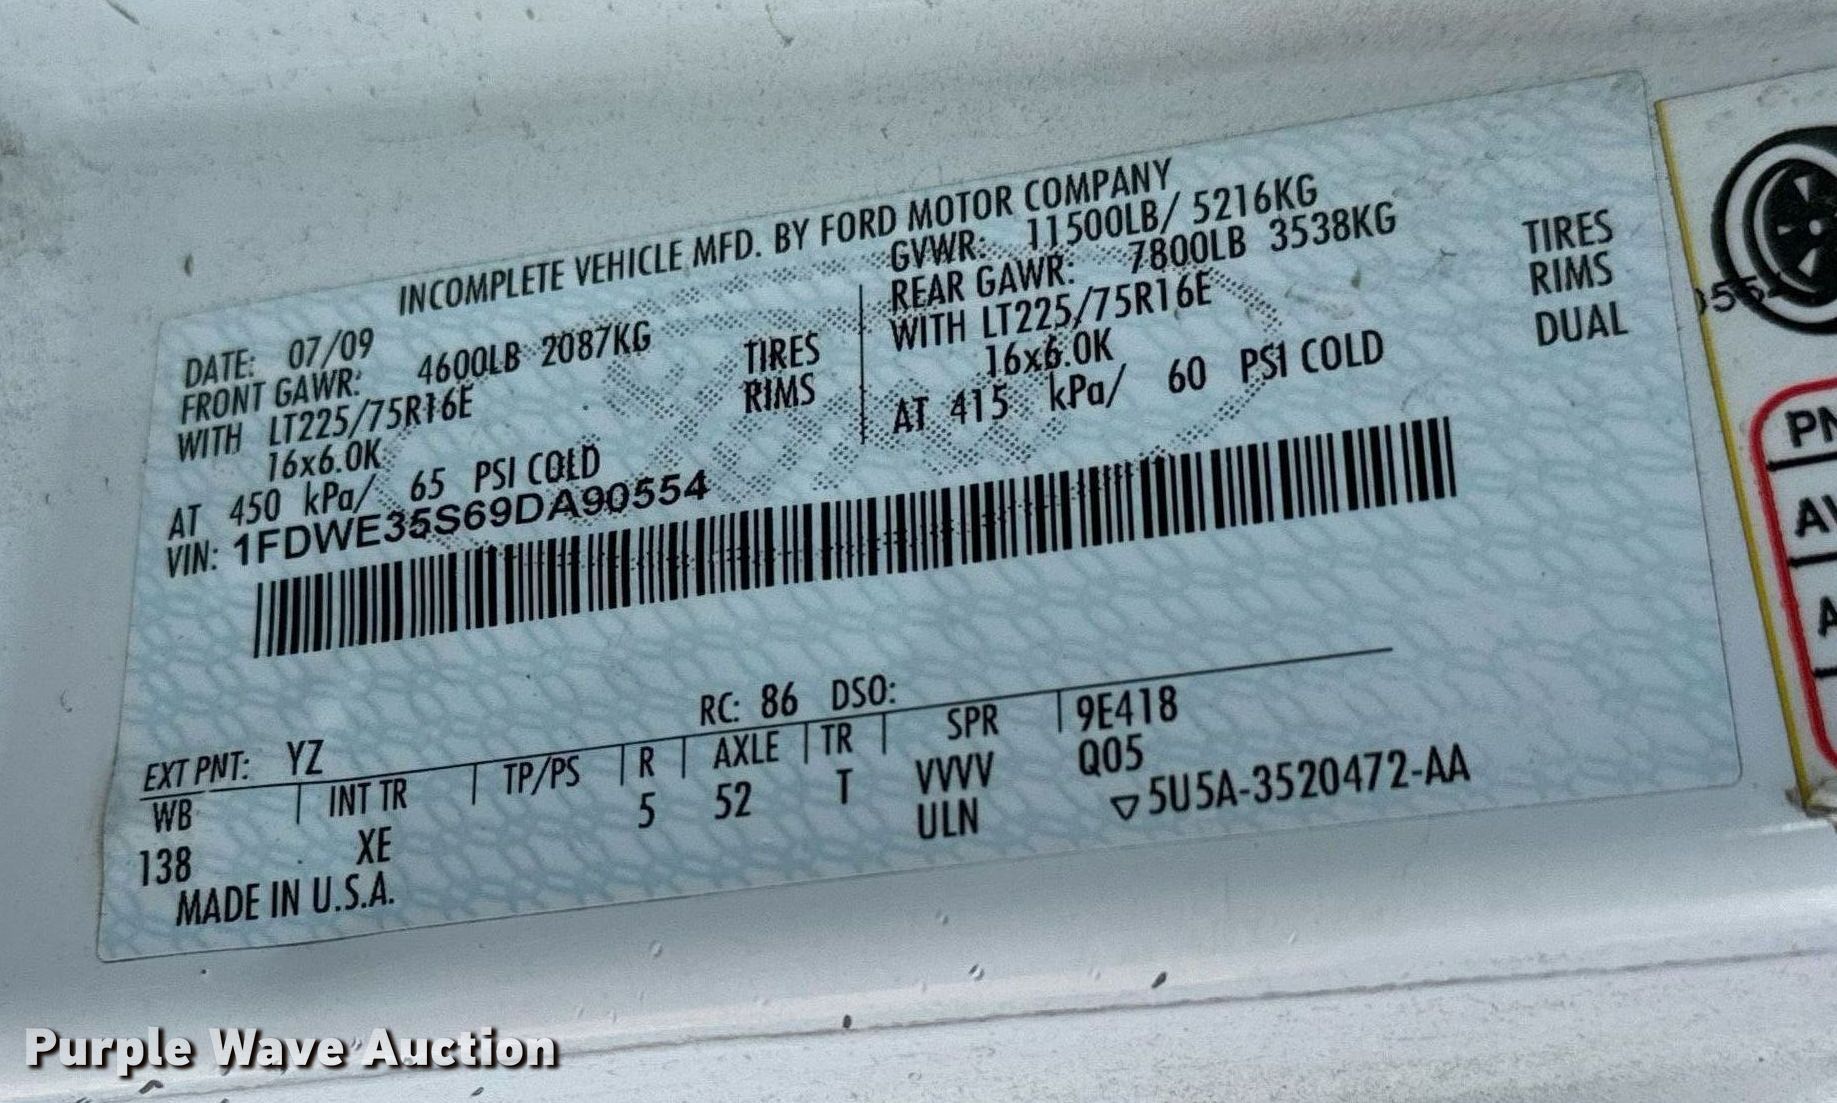 INCOMPLETE VEHICLE MFD. BY FORD MOTOR COMPANY
DATE: 07/09
GVWR: 11500LB/ 5216KG
FRONT GAWR: 4600LB 2087KG
REAR GAWR: 7800LB 3538KG
WITH LT225/75R16E TIRES
WITH LT225/75R16E TIRES
16x6.0K RIMS
16x6.0K RIMS
AT 450 kPa/ 65 PSI COLD
AT 415 kPa/ 60 PSI COLD DUAL
VIN: 1FDWE35S69DA90554
RC: 86 DSO:
EXT PNT: YZ
WB INT TR TP/PS R AXLE TR SPR 9E418
138 XE 5 52 T VVVV Q05
ULN ▽5U5A-3520472-AA
MADE IN U.S.A.
Purple Wave Auction